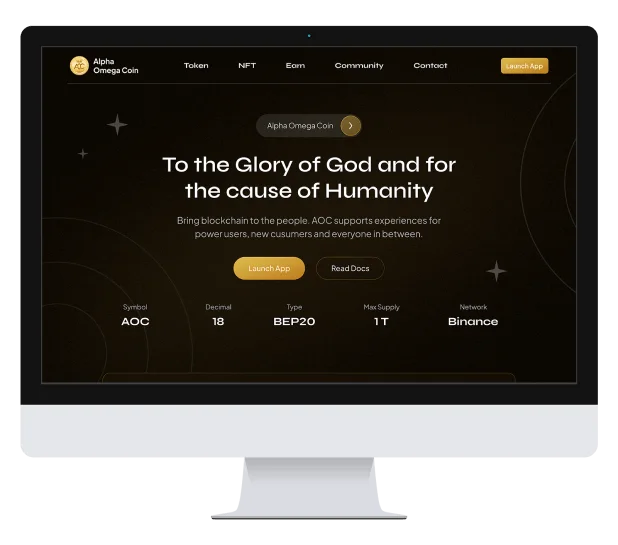 Alpha
Omega Coin
Token NFT Earn Community Contact Launch App
Alpha Omega Coin
To the Glory of God and for
the cause of Humanity
Bring blockchain to the people. AOC supports experiences for
power users, new cusumers and everyone in between.
Launch App Read Docs
Symbol Decimal Type Max Supply Network
AOC 18 BEP20 1 T Binance